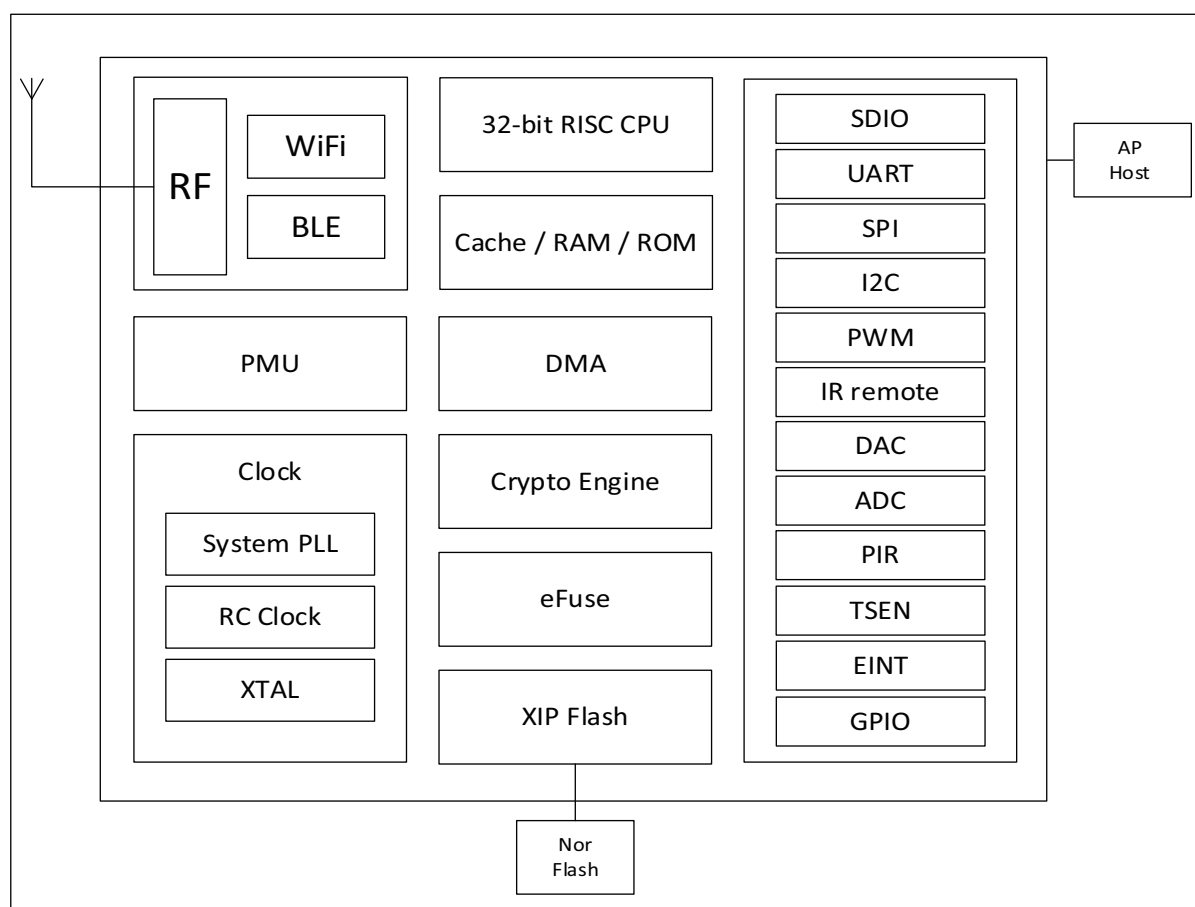 RF
WiFi
BLE
PMU
Clock
System PLL
RC Clock
XTAL
32-bit RISC CPU
Cache / RAM / ROM
DMA
Crypto Engine
eFuse
XIP Flash
Nor
Flash
SDIO
UART
SPI
I2C
PWM
IR remote
DAC
ADC
PIR
TSEN
EINT
GPIO
AP
Host